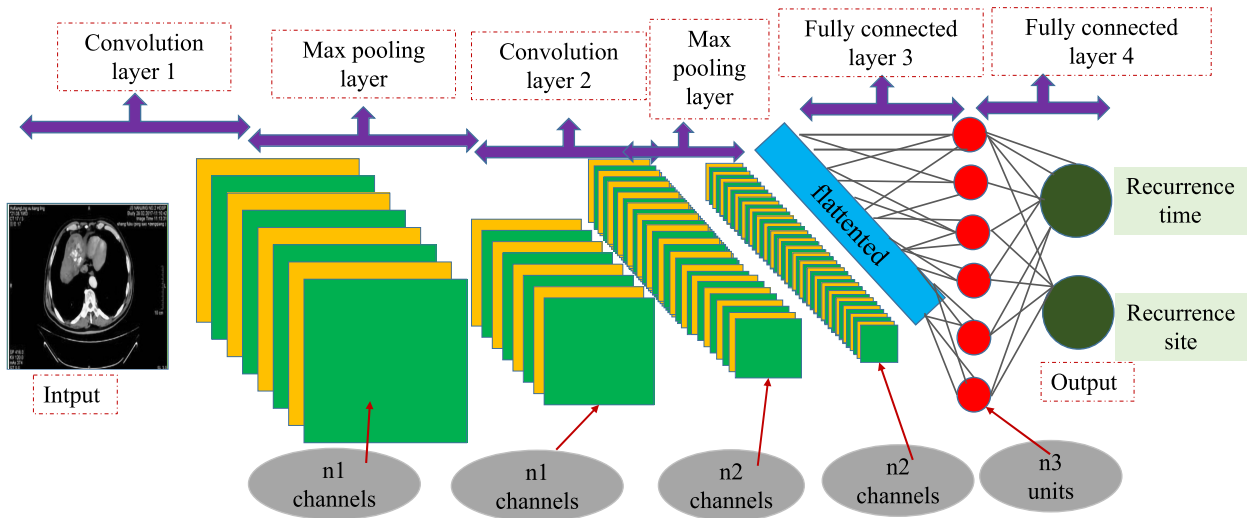 Convolution
layer 1
Max pooling
layer
Convolution
layer 2
Max
pooling
layer
Fully connected
layer 3
Fully connected
layer 4
flattented
Recurrence
time
Recurrence
site
Intput
Output
n1
channels
n1
channels
n2
channels
n2
channels
n3
units